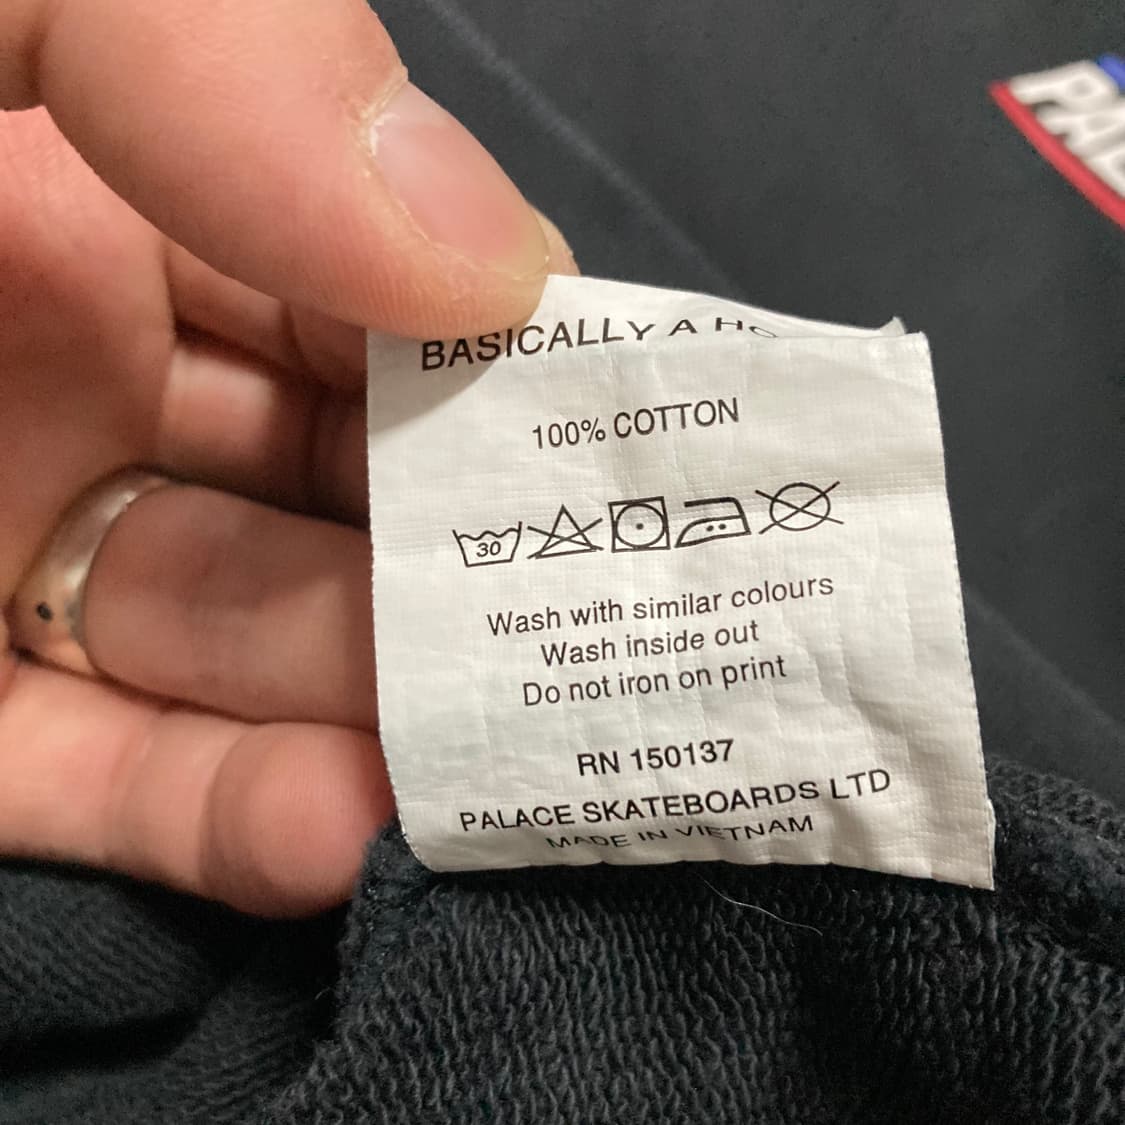 BASICALLY A
100% COTTON
30
Wash with similar colours
Wash inside out
Do not iron on print
RN 150137
PALACE SKATEBOARDS LTD
MADE IN VIETNAM